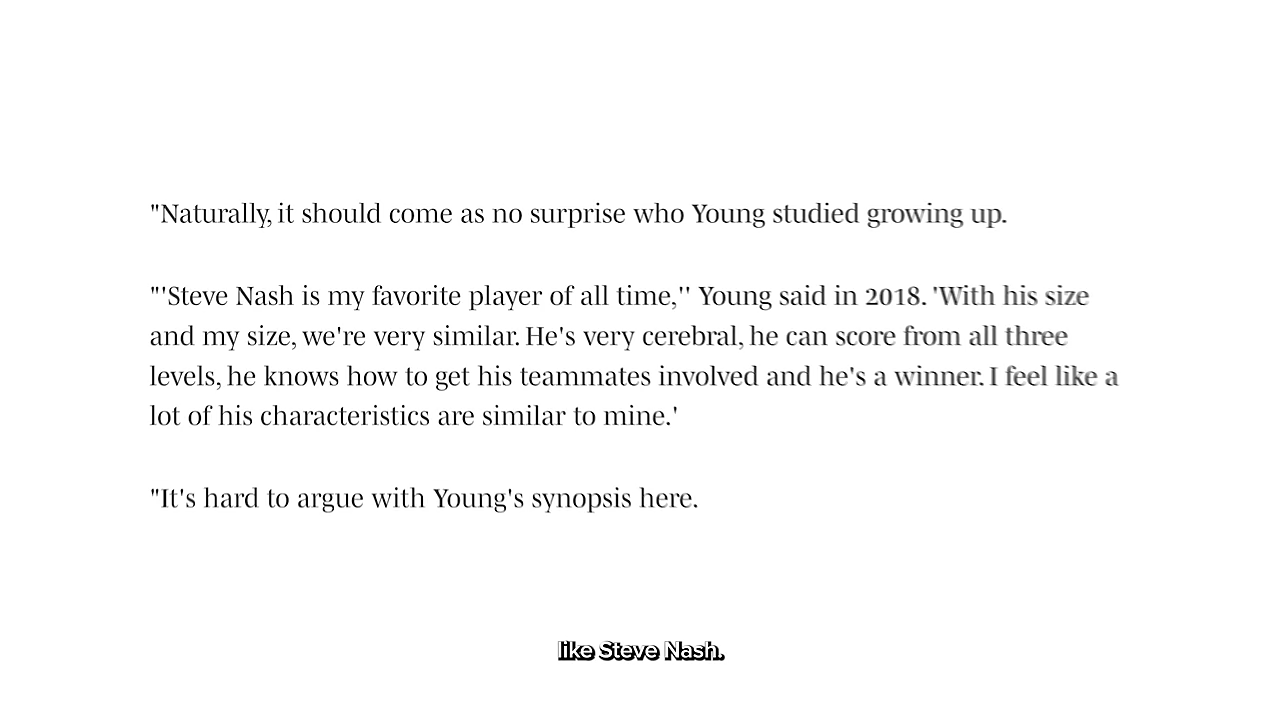 "Naturally, it should come as no surprise who Young studied growing up.
"'Steve Nash is my favorite player of all time,'' Young said in 2018. 'With his size
and my size, we're very similar. He's very cerebral, he can score from all three
levels, he knows how to get his teammates involved and he's a winner. I feel like a
lot of his characteristics are similar to mine.'
"It's hard to argue with Young's synopsis here.
like Steve Nash.